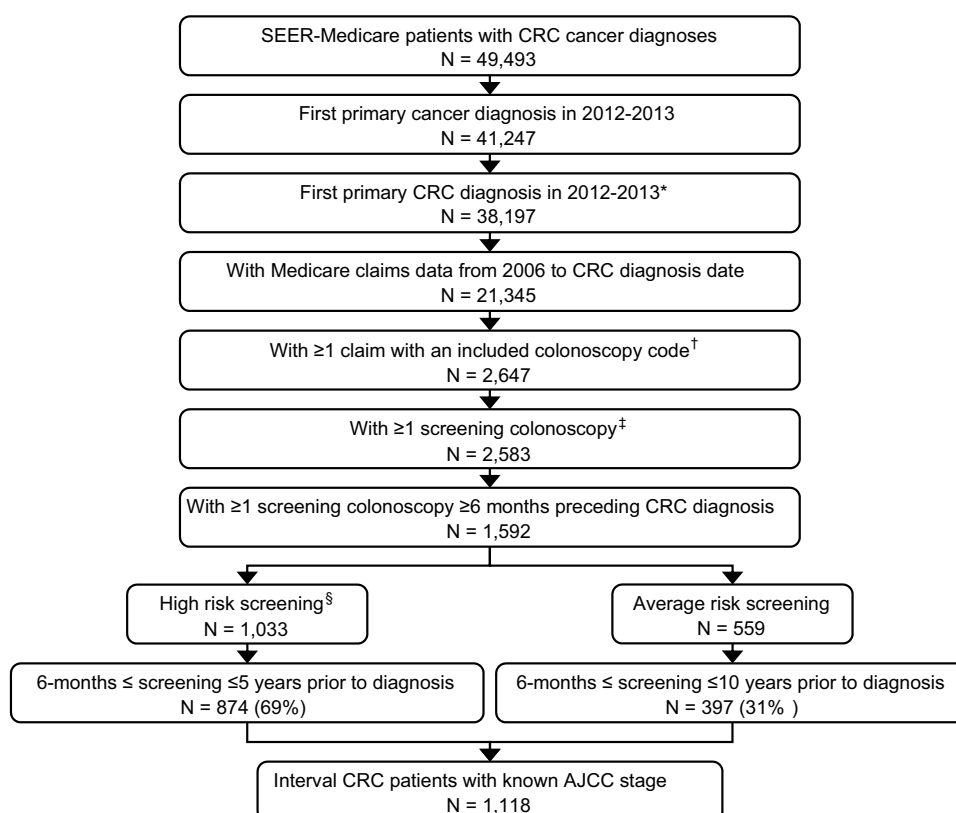 SEER-Medicare patients with CRC cancer diagnoses
N = 49,493
First primary cancer diagnosis in 2012-2013
N = 41,247
First primary CRC diagnosis in 2012-2013*
N = 38,197
With Medicare claims data from 2006 to CRC diagnosis date
N = 21,345
With ≥1 claim with an included colonoscopy code†
N = 2,647
With ≥1 screening colonoscopy‡
N = 2,583
With ≥1 screening colonoscopy ≥6 months preceding CRC diagnosis
N = 1,592
High risk screening§
N = 1,033
Average risk screening
N = 559
6-months ≤ screening ≤5 years prior to diagnosis
N = 874 (69%)
6-months ≤ screening ≤10 years prior to diagnosis
N = 397 (31% )
Interval CRC patients with known AJCC stage
N = 1,118